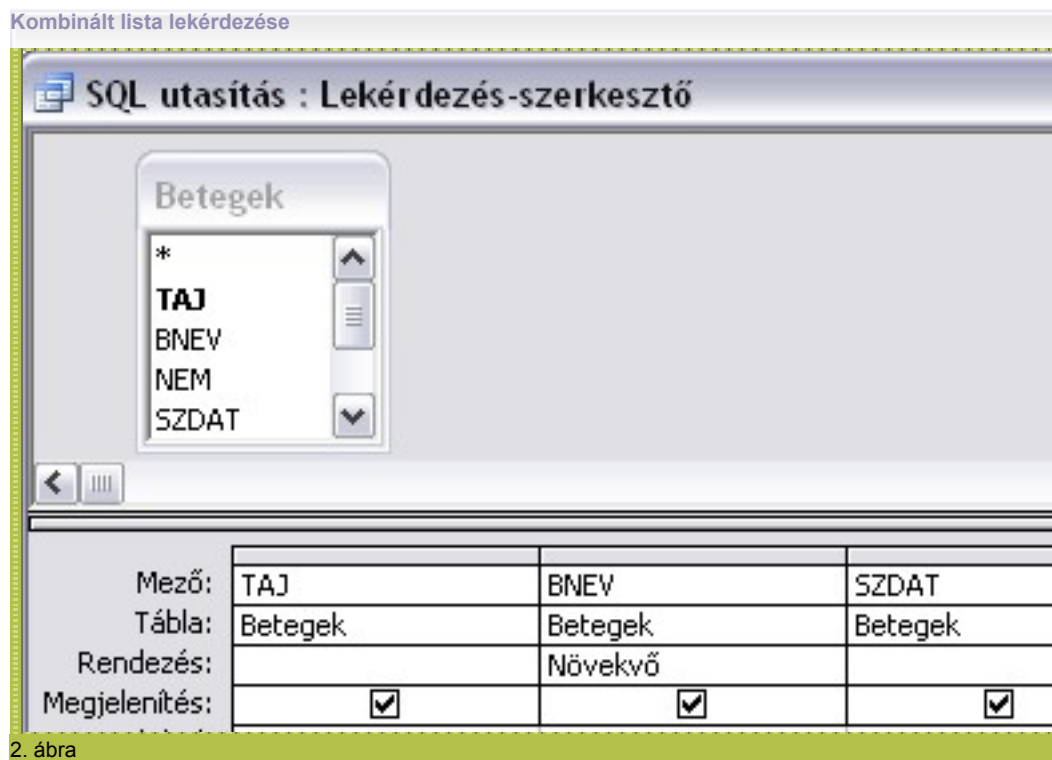 Kombinált lista lekérdezése
SQL utasítás : Lekérdezés-szerkesztő
Betegek
*
TAJ
BNEV
NEM
SZDAT
Mező: TAJ BNEV SZDAT
Tábla: Betegek Betegek Betegek
Rendezés: Növekvő
Megjelenítés:
2. ábra